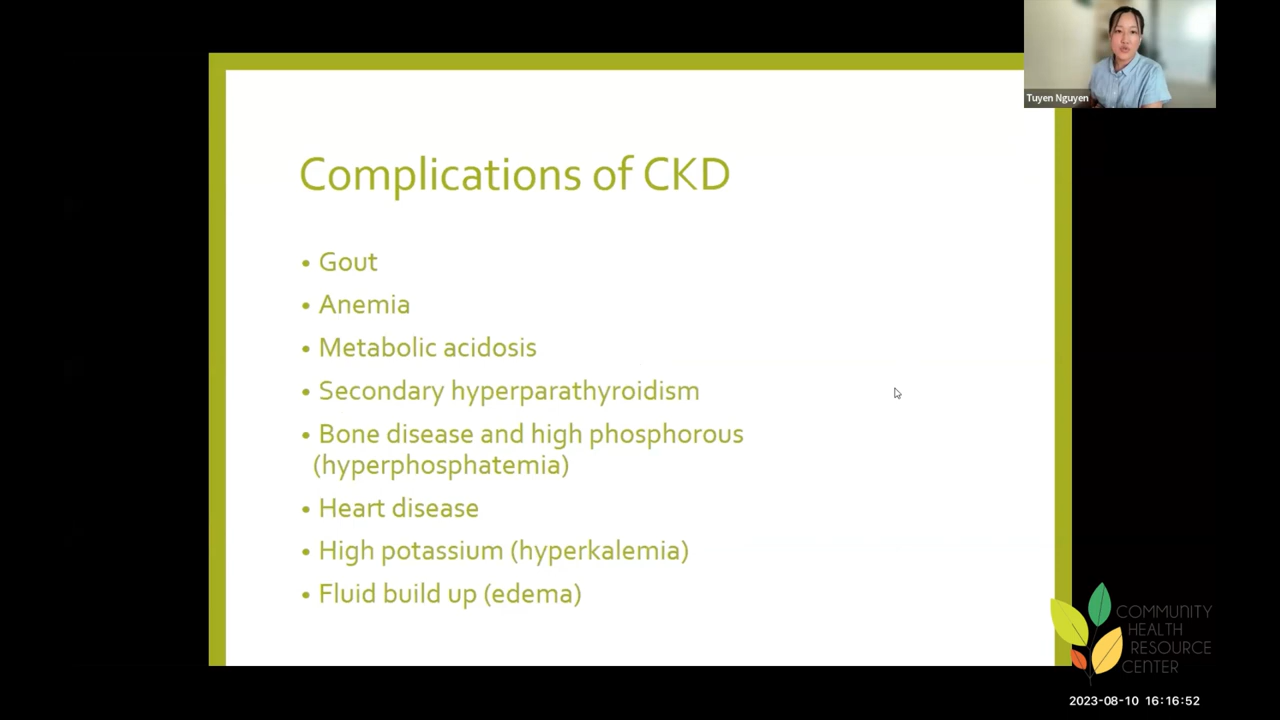 Tuyen Nguyen
Complications of CKD
• Gout
• Anemia
• Metabolic acidosis
• Secondary hyperparathyroidism
• Bone disease and high phosphorous
(hyperphosphatemia)
• Heart disease
• High potassium (hyperkalemia)
• Fluid build up (edema)
COMMUNITY
HEALTH
RESOURCE
CENTER
2023-08-10 16:16:52